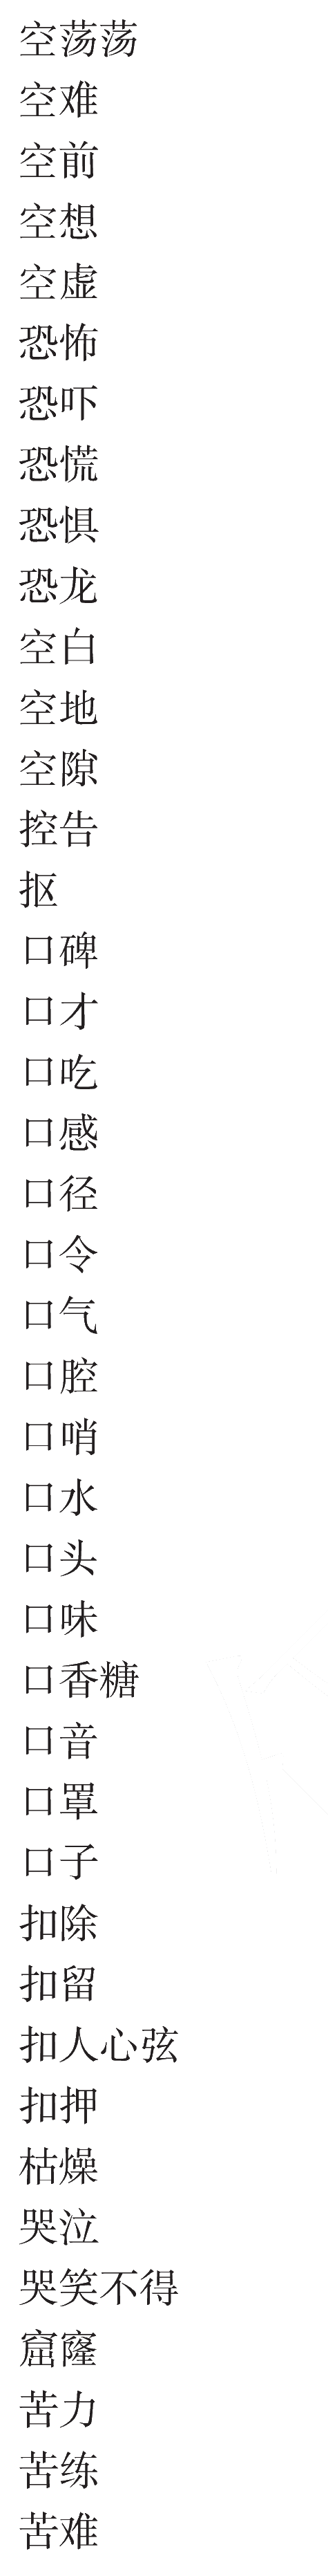 空荡荡
空难
空前
空想
空虚
恐怖
恐吓
恐慌
恐惧
恐龙
空白
空地
空隙
控告
抠
口碑
口才
口吃
口感
口径
口令
口气
口腔
口哨
口水
口头
口味
口香糖
口音
口罩
口子
扣除
扣留
扣人心弦
扣押
枯燥
哭泣
哭笑不得
窟窿
苦力
苦练
苦难